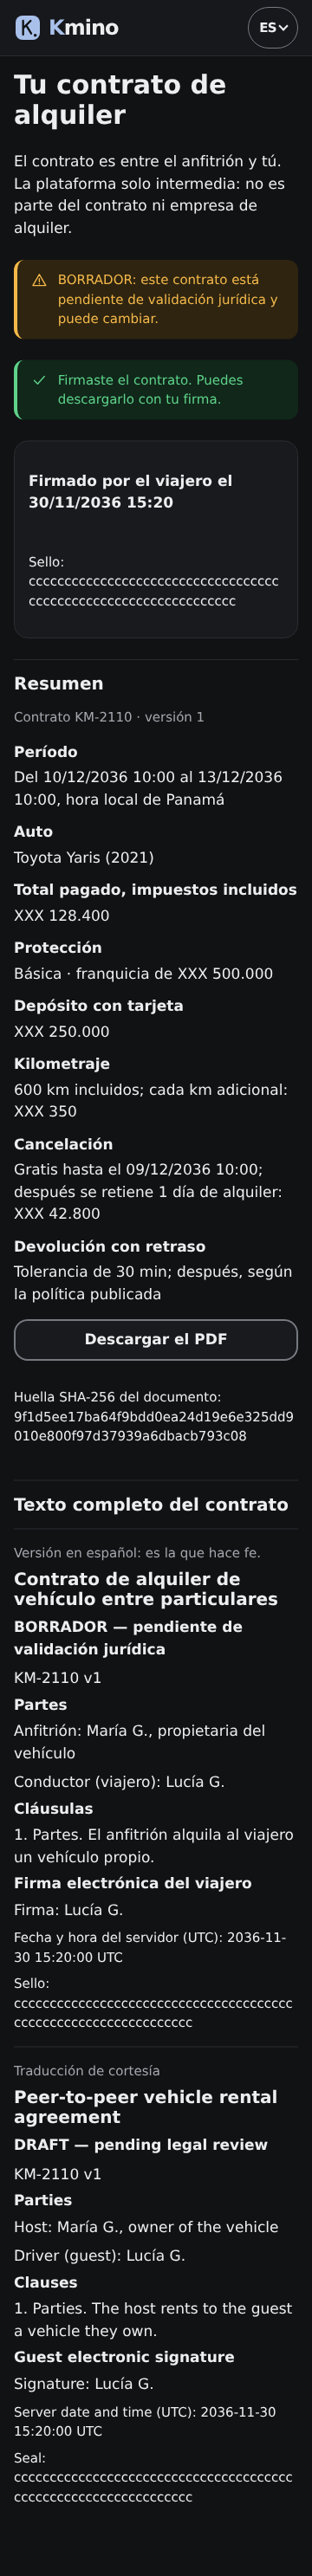 Kmino
ES
Tu contrato de
alquiler
El contrato es entre el anfitrión y tú.
La plataforma solo intermedia: no es
parte del contrato ni empresa de
alquiler.
BORRADOR: este contrato está
pendiente de validación jurídica y
puede cambiar.
Firmaste el contrato. Puedes
descargarlo con tu firma.
Firmado por el viajero el
30/11/2036 15:20
Sello:
ccccccccccccccccccccccccccccccccccc
ccccccccccccccccccccccccccccc
Resumen
Contrato KM-2110 · versión 1
Período
Del 10/12/2036 10:00 al 13/12/2036
10:00, hora local de Panamá
Auto
Toyota Yaris (2021)
Total pagado, impuestos incluidos
XXX 128.400
Protección
Básica · franquicia de XXX 500.000
Depósito con tarjeta
XXX 250.000
Kilometraje
600 km incluidos; cada km adicional:
XXX 350
Cancelación
Gratis hasta el 09/12/2036 10:00;
después se retiene 1 día de alquiler:
XXX 42.800
Devolución con retraso
Tolerancia de 30 min; después, según
la política publicada
Descargar el PDF
Huella SHA-256 del documento:
9f1d5ee17ba64f9bdd0ea24d19e6e325dd9
010e800f97d37939a6dbacb793c08
Texto completo del contrato
Versión en español: es la que hace fe.
Contrato de alquiler de
vehículo entre particulares
BORRADOR — pendiente de
validación jurídica
KM-2110 v1
Partes
Anfitrión: María G., propietaria del
vehículo
Conductor (viajero): Lucía G.
Cláusulas
1. Partes. El anfitrión alquila al viajero
un vehículo propio.
Firma electrónica del viajero
Firma: Lucía G.
Fecha y hora del servidor (UTC): 2036-11-
30 15:20:00 UTC
Sello:
ccccccccccccccccccccccccccccccccccccccc
ccccccccccccccccccccccccc
Traducción de cortesía
Peer-to-peer vehicle rental
agreement
DRAFT — pending legal review
KM-2110 v1
Parties
Host: María G., owner of the vehicle
Driver (guest): Lucía G.
Clauses
1. Parties. The host rents to the guest
a vehicle they own.
Guest electronic signature
Signature: Lucía G.
Server date and time (UTC): 2036-11-30
15:20:00 UTC
Seal:
ccccccccccccccccccccccccccccccccccccccc
ccccccccccccccccccccccccc